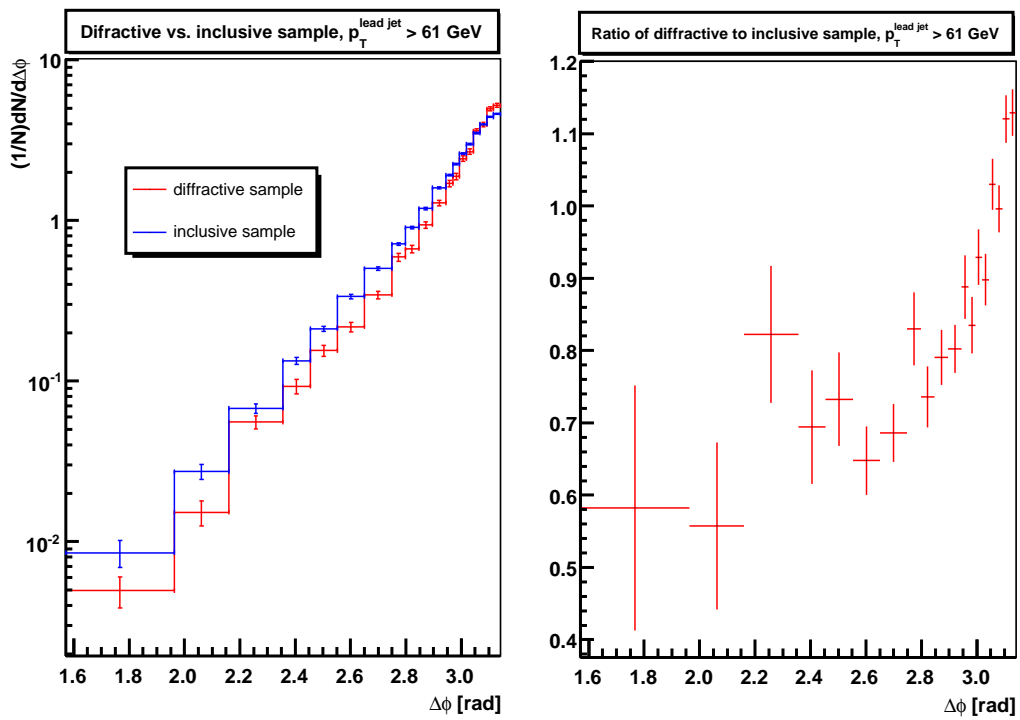 Difractive vs. inclusive sample, p_T^lead jet > 61 GeV
(1/N)dN/dΔϕ
10
1
10^-1
10^-2
diffractive sample
inclusive sample
1.6 1.8 2.0 2.2 2.4 2.6 2.8 3.0
Δϕ [rad]
Ratio of diffractive to inclusive sample, p_T^lead jet > 61 GeV
1.2
1.1
1.0
0.9
0.8
0.7
0.6
0.5
0.4
1.6 1.8 2.0 2.2 2.4 2.6 2.8 3.0
Δϕ [rad]